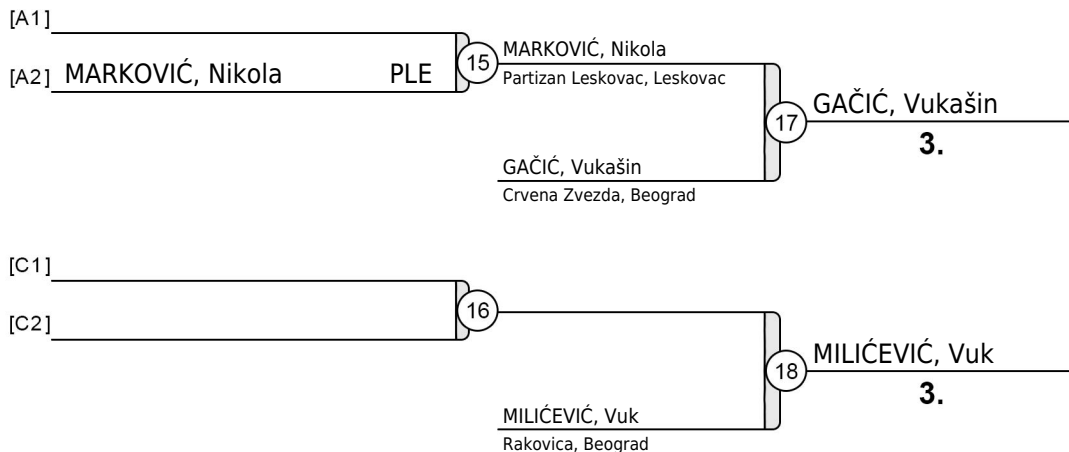 [A1]
[A2] MARKOVIĆ, Nikola PLE
15
MARKOVIĆ, Nikola
Partizan Leskovac, Leskovac
17
GAČIĆ, Vukašin
3.
GAČIĆ, Vukašin
Crvena Zvezda, Beograd
[C1]
[C2]
16
18
MILIĆEVIĆ, Vuk
3.
MILIĆEVIĆ, Vuk
Rakovica, Beograd